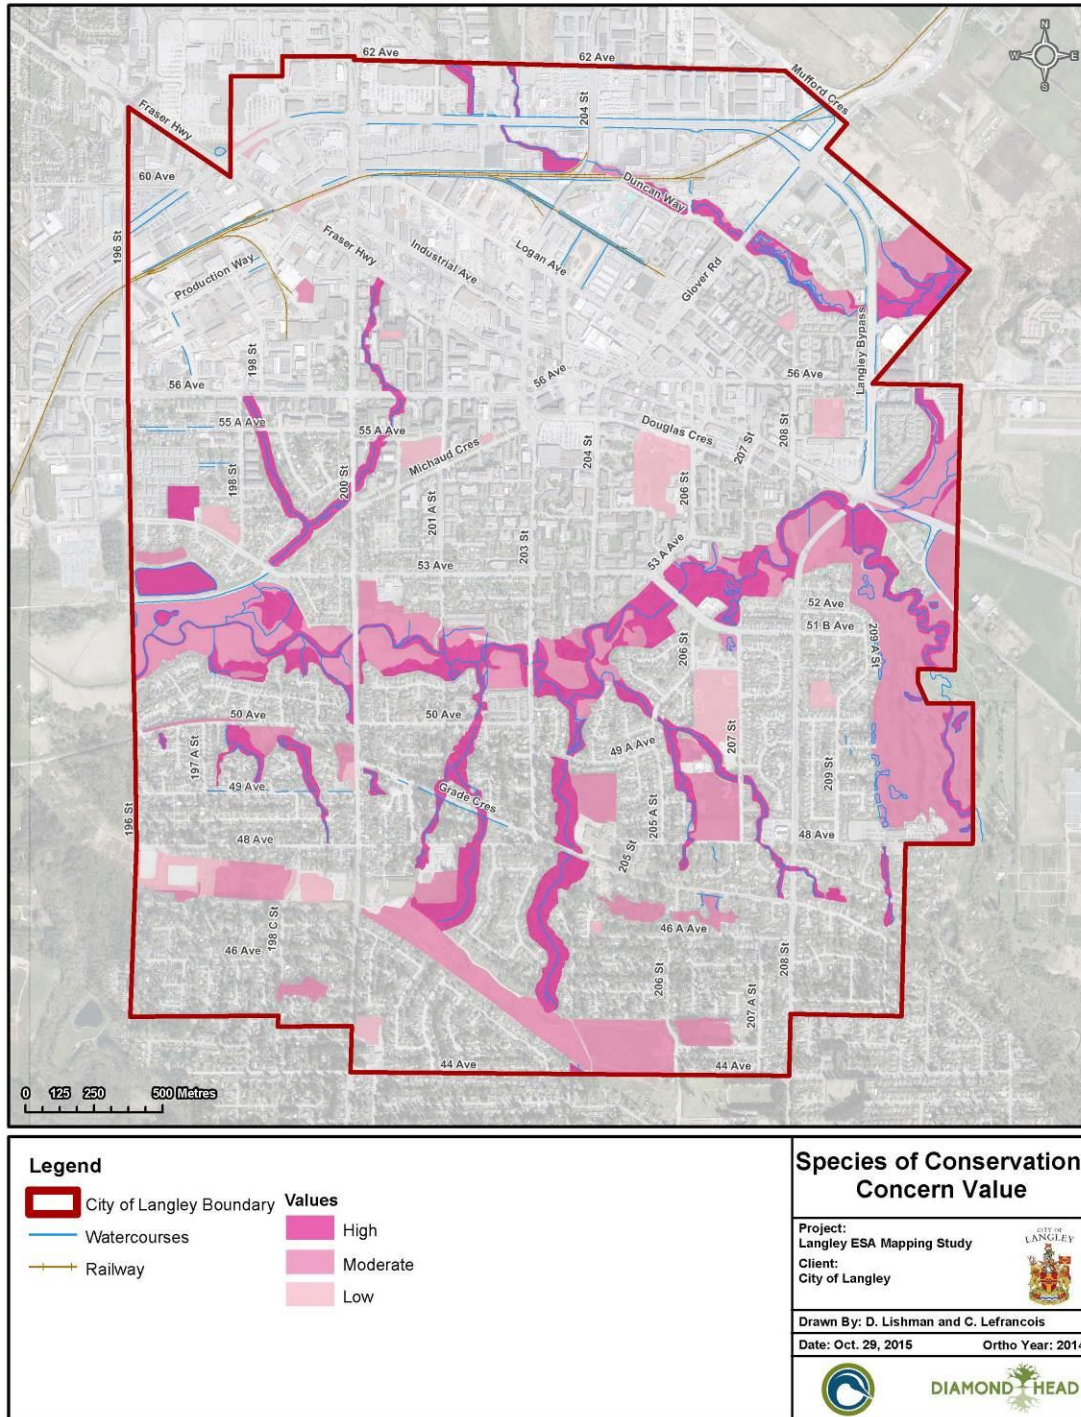 62 Ave
62 Ave
N
W
E
S
Mufford Cres
Fraser Hwy
204 St
60 Ave
Duncan Way
196 St
Fraser Hwy
Industrial Ave
Logan Ave
Glover Rd
Production Way
Langley Bypass
198 St
56 Ave
56 Ave
56 Ave
55 A Ave
55 A Ave
Michaud Cres
Douglas Cres
207 St
208 St
204 St
198 St
200 St
201 A St
206 St
203 St
53 Ave
53 A Ave
52 Ave
51 B Ave
206 St
209 A St
50 Ave
50 Ave
197 A St
49 A Ave
207 St
209 St
49 Ave
Grade Cres
205 A St
196 St
48 Ave
48 Ave
205 St
198 C St
46 Ave
46 A Ave
206 St
208 St
207 A St
44 Ave
44 Ave
0 125 250 500 Metres
Legend
City of Langley Boundary
Watercourses
Railway
Values
High
Moderate
Low
Species of Conservation
Concern Value
Project:
Langley ESA Mapping Study
Client:
City of Langley
CITY OF
LANGLEY
Drawn By: D. Lishman and C. Lefrancois
Date: Oct. 29, 2015 Ortho Year: 2014
DIAMOND HEAD